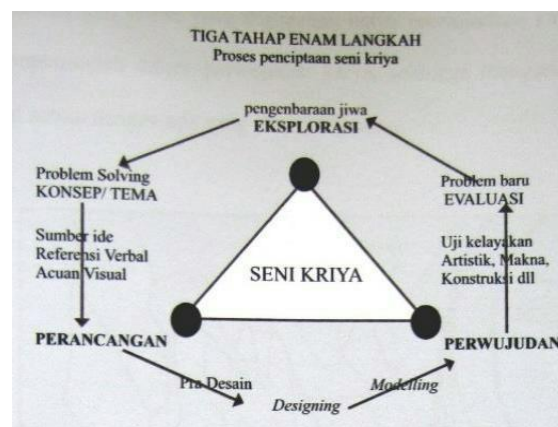 TIGA TAHAP ENAM LANGKAH
Proses penciptaan seni kriya
pengenbaraan jiwa
EKSPLORASI
Problem Solving
KONSEP/ TEMA
Problem baru
EVALUASI
Sumber ide
Referensi Verbal
Acuan Visual
Uji kelayakan
Artistik, Makna,
Konstruksi dll
SENI KRIYA
PERANCANGAN
PERWUJUDAN
Pra Desain
Modelling
Designing